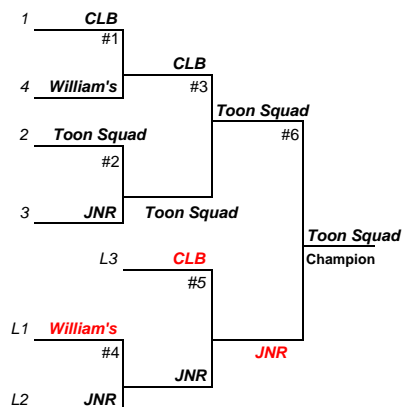 1 CLB
#1
CLB
4 William's
#3
Toon Squad
2 Toon Squad
#6
#2
3 JNR
Toon Squad
Toon Squad
L3 CLB
Champion
#5
L1 William's
#4
JNR
JNR
L2 JNR